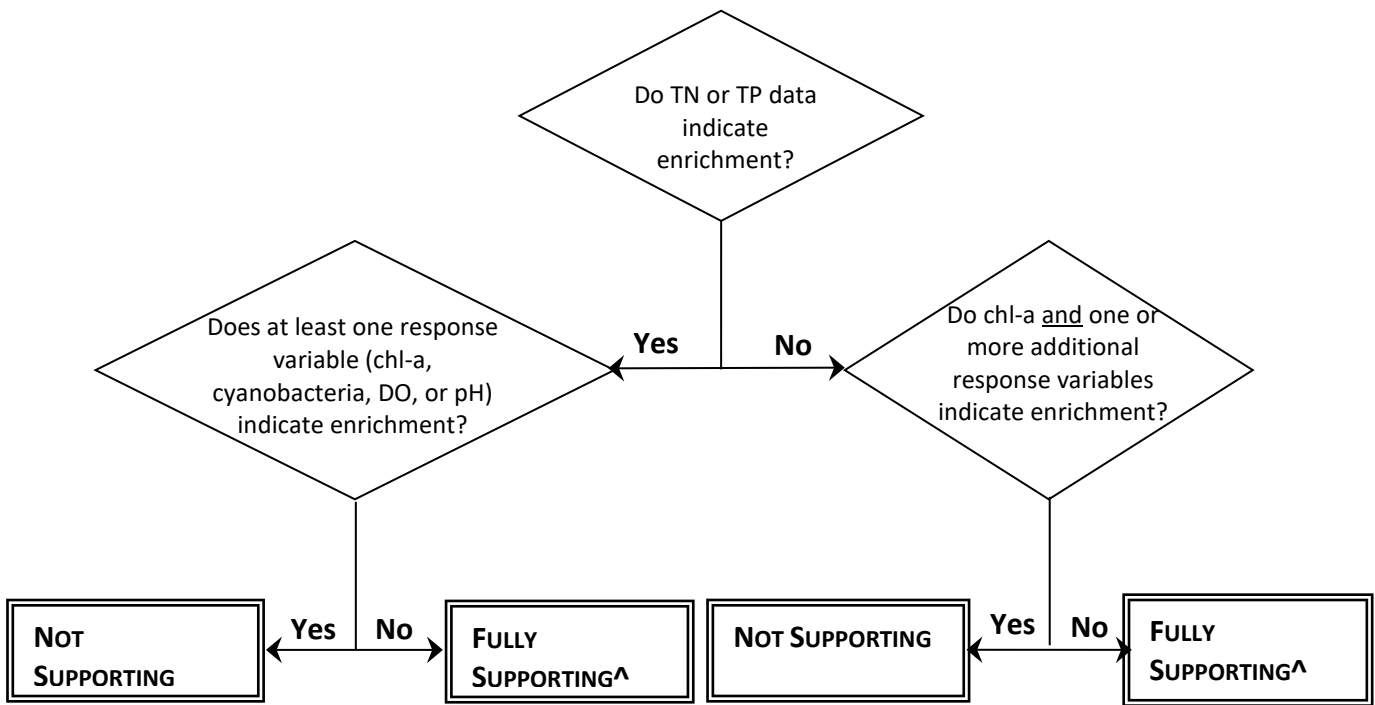 Do TN or TP data
indicate
enrichment?
Does at least one response
variable (chl-a,
cyanobacteria, DO, or pH)
indicate enrichment?
Yes
No
Do chl-a and one or
more additional
response variables
indicate enrichment?
NOT
SUPPORTING
Yes
No
FULLY
SUPPORTING^
NOT SUPPORTING
Yes
No
FULLY
SUPPORTING^